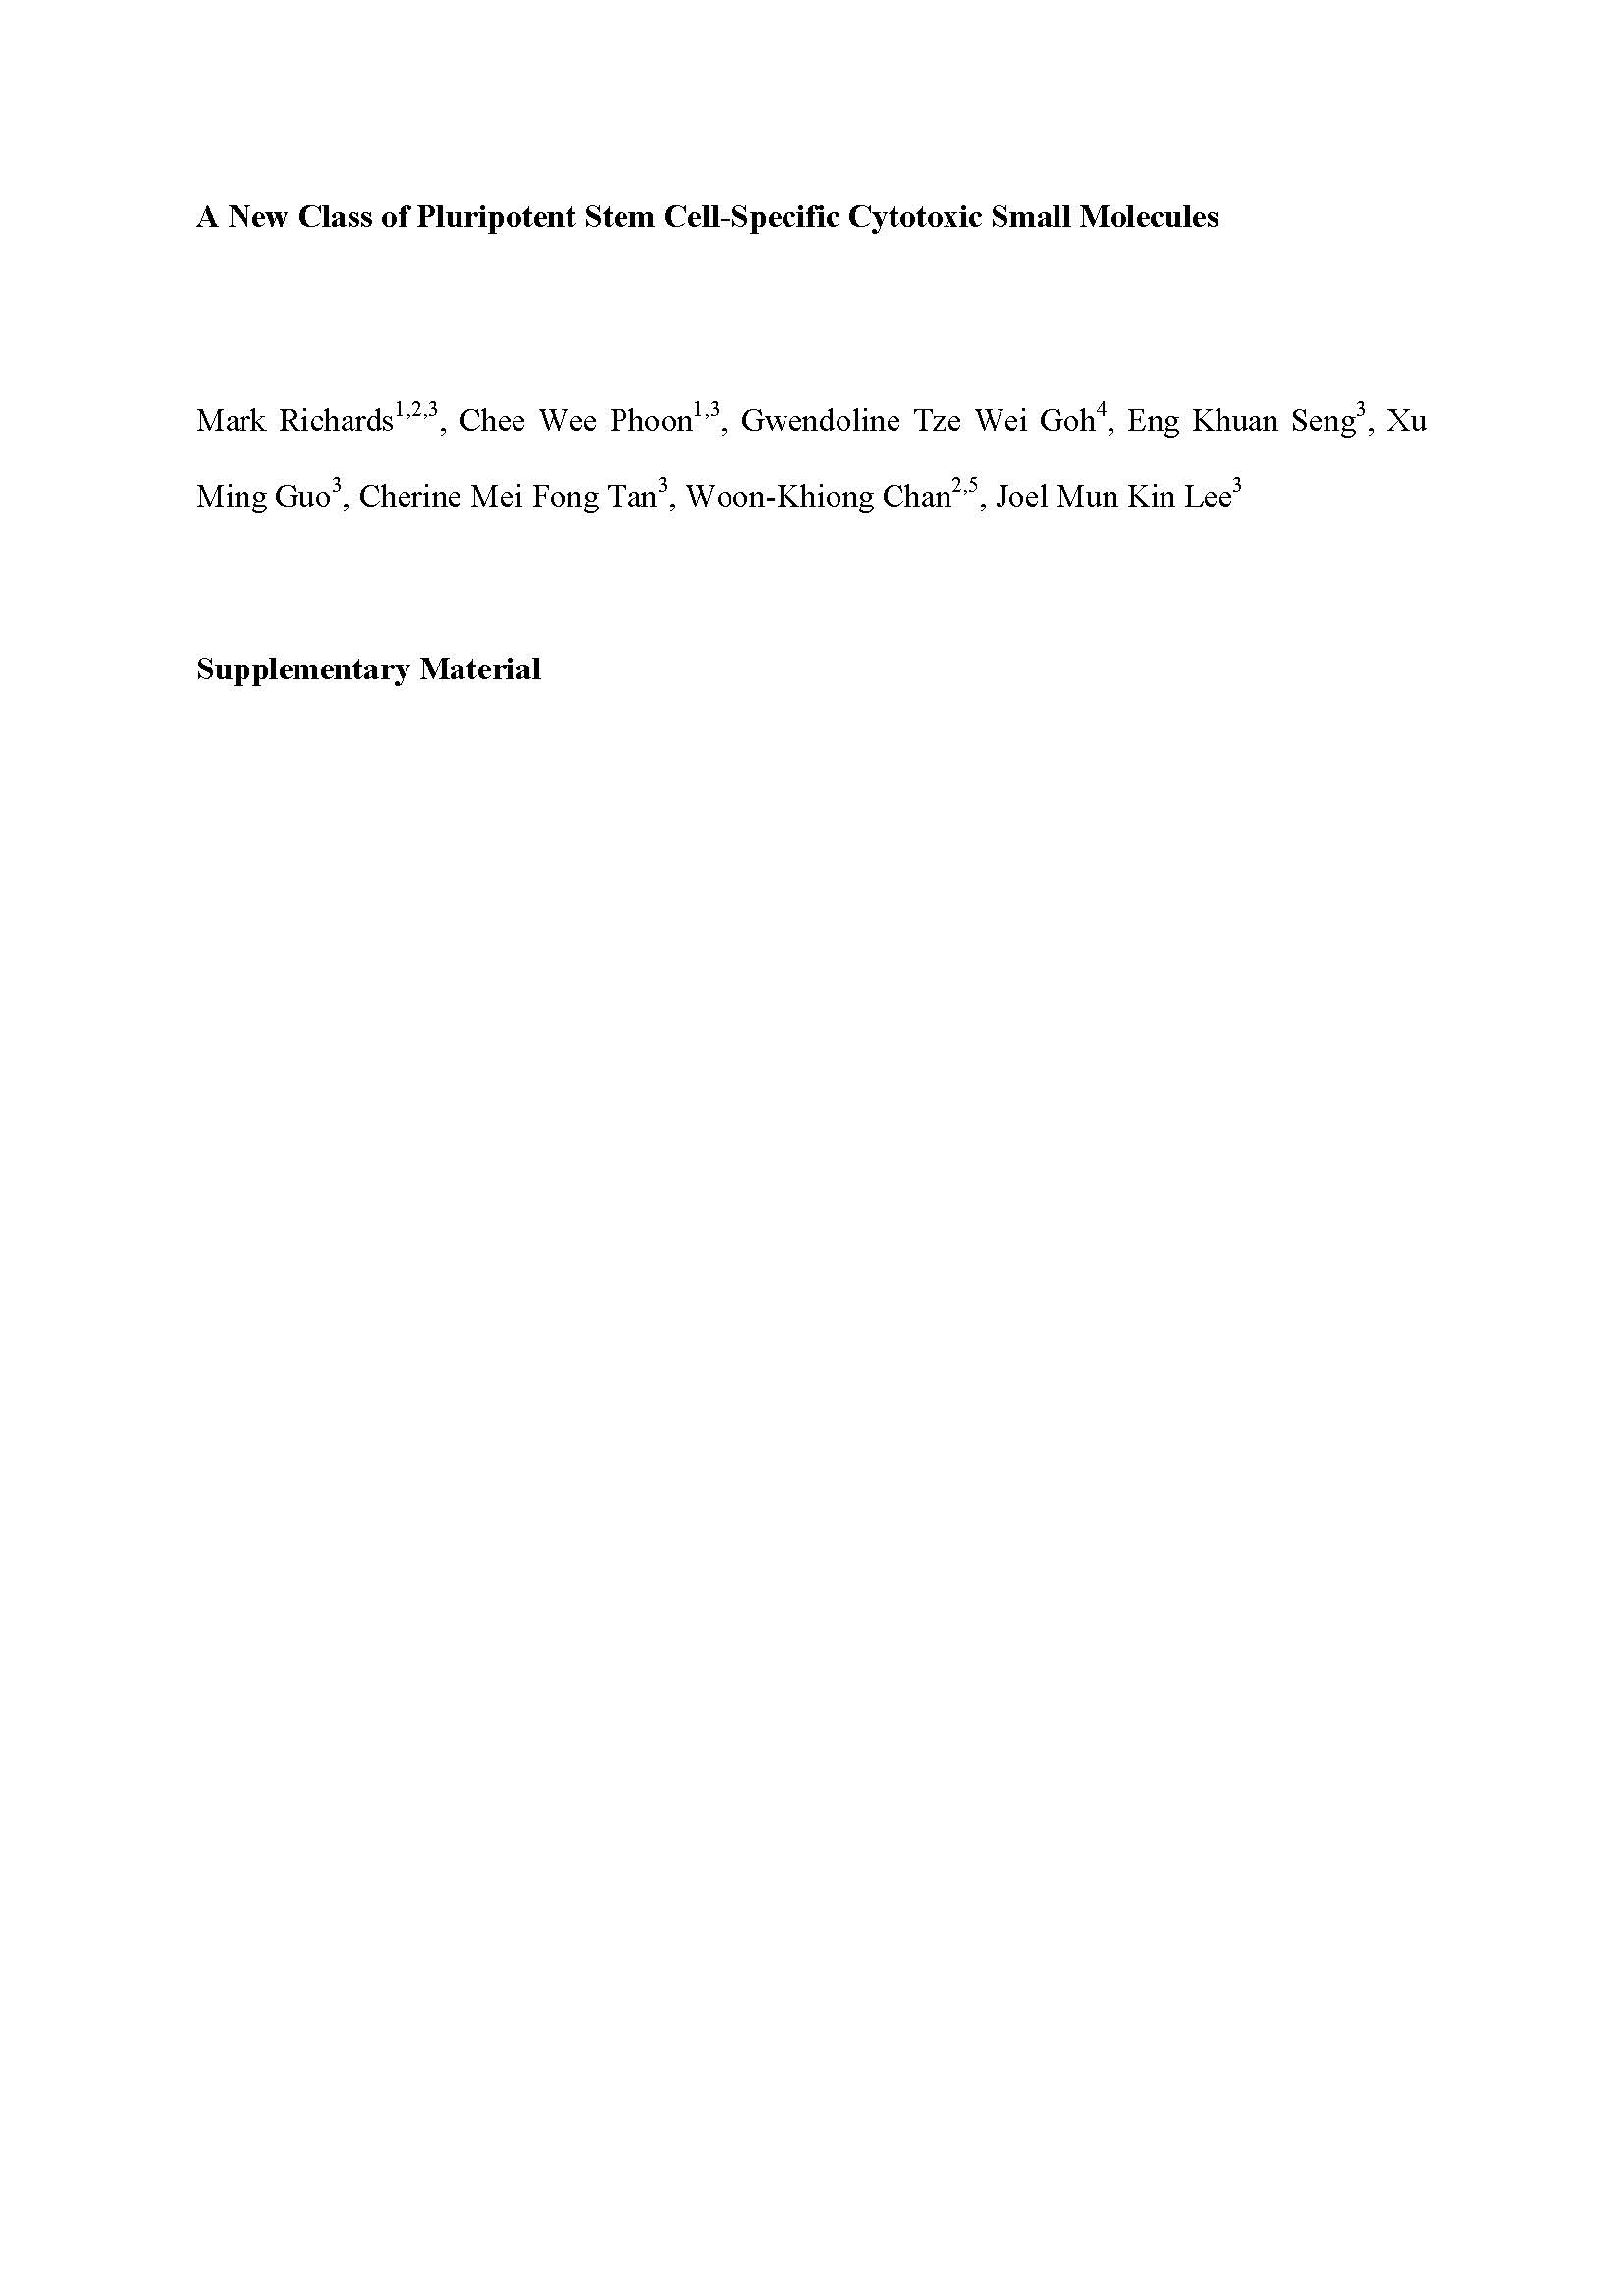 A New Class of Pluripotent Stem Cell-Specific Cytotoxic Small Molecules
Mark Richards1,2,3, Chee Wee Phoon1,3, Gwendoline Tze Wei Goh4, Eng Khuan Seng3, Xu
Ming Guo3, Cherine Mei Fong Tan3, Woon-Khiong Chan2,5, Joel Mun Kin Lee3
Supplementary Material